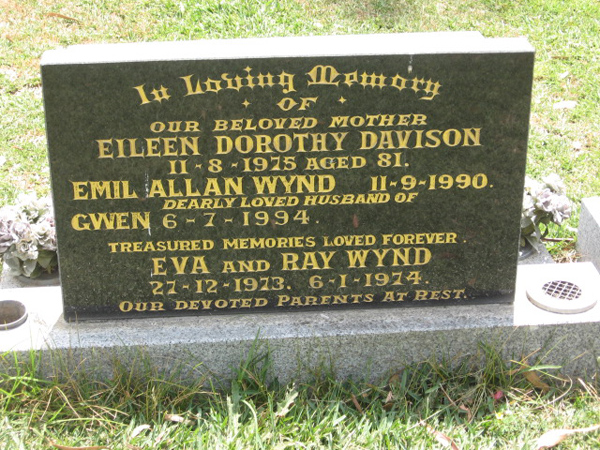 In Loving Memory
OF
OUR BELOVED MOTHER
EILEEN DOROTHY DAVISON
11-8-1975 AGED 81.
EMIL ALLAN WYND 11-9-1990.
DEARLY LOVED HUSBAND OF
GWEN 6-7-1994.
TREASURED MEMORIES LOVED FOREVER.
EVA AND RAY WYND
27-12-1973. 6-1-1974.
OUR DEVOTED PARENTS AT REST.